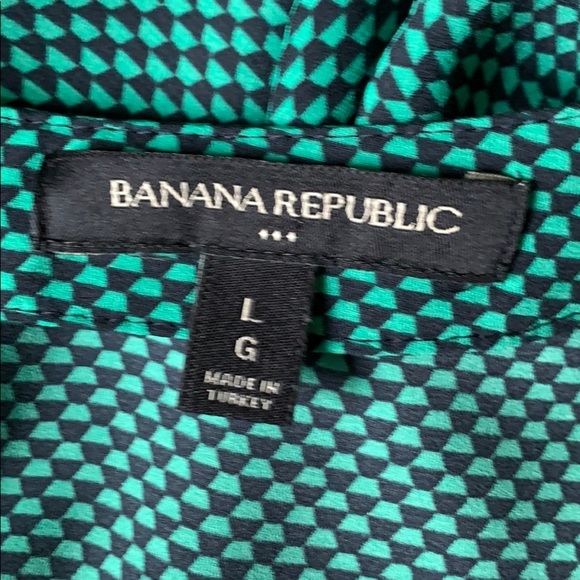 BANANA REPUBLIC
L
G
MADE IN
TURKEY